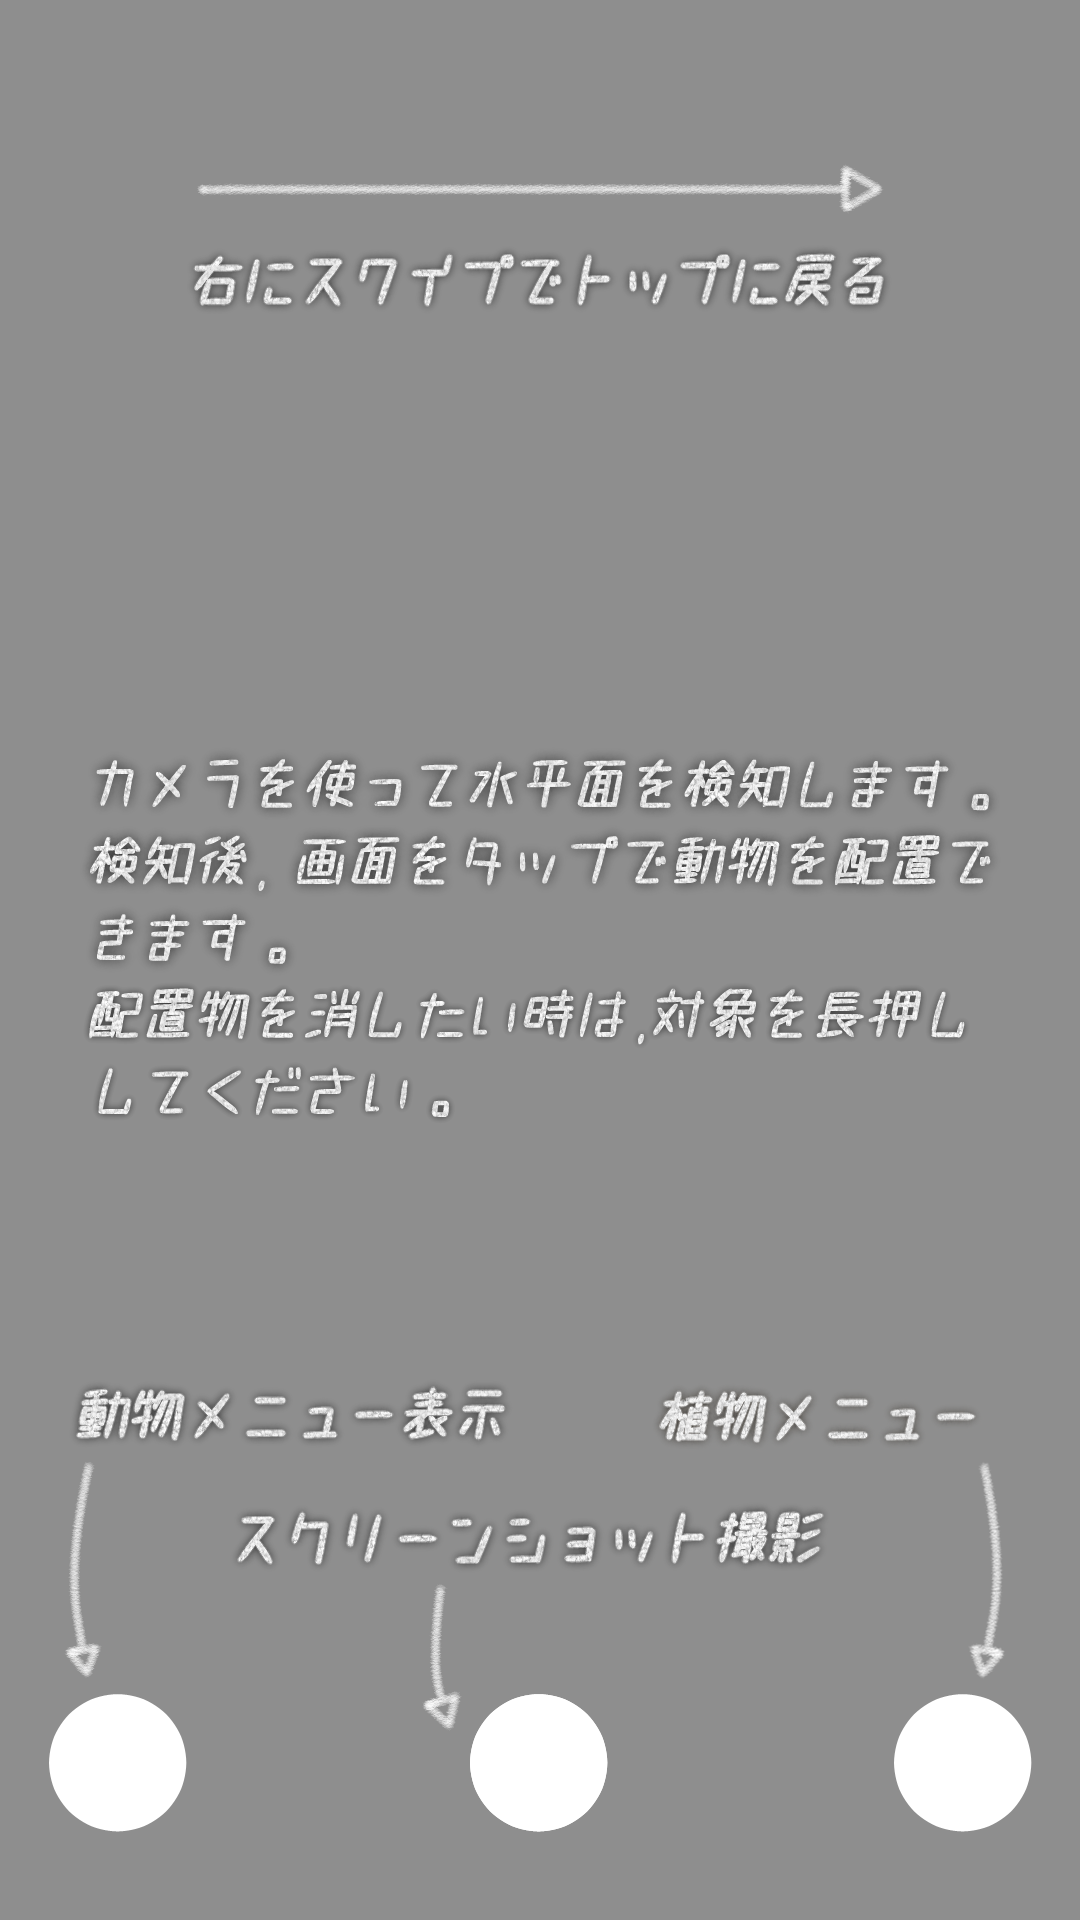 右にスワイプでトップに戻る
カメラを使って水平面を検知します。
検知後, 画面をタップで動物を配置で
きます。
配置物を消したい時は,対象を長押し
してください。
動物メニュー表示
植物メニュー
スクリーンショット撮影